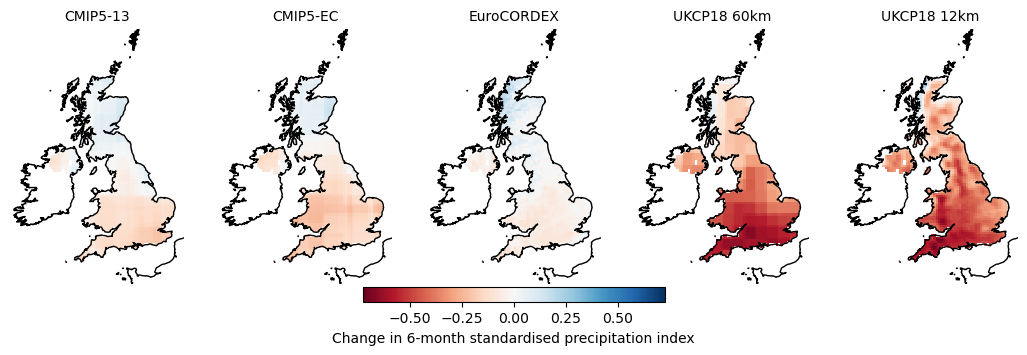 CMIP5-13 CMIP5-EC EuroCORDEX UKCP18 60km UKCP18 12km
−0.50 −0.25 0.00 0.25 0.50
Change in 6-month standardised precipitation index